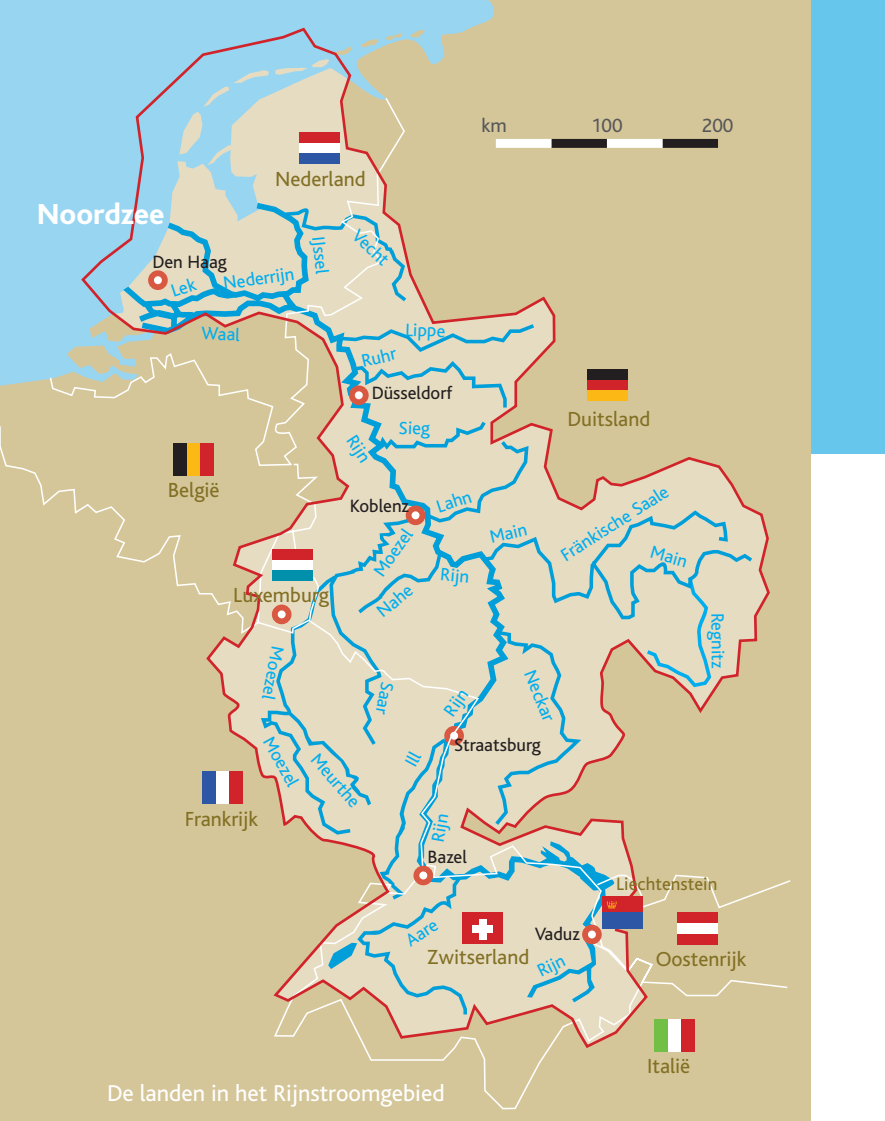 km 100 200
Nederland
Noordzee
IJssel
Vecht
Den Haag
Lek
Nederrijn
Waal
Lippe
Ruhr
Düsseldorf
Duitsland
Sieg
Rijn
België
Koblenz
Lahn
Fränkische Saale
Main
Moezel
Main
Rijn
Luxemburg
Nahe
Regnitz
Moezel
Saar
Neckar
Rijn
Straatsburg
Moezel
Meurthe
Ill
Frankrijk
Rijn
Bazel
Liechtenstein
Aare
Vaduz
Zwitserland
Oostenrijk
Rijn
Italië
De landen in het Rijnstroomgebied